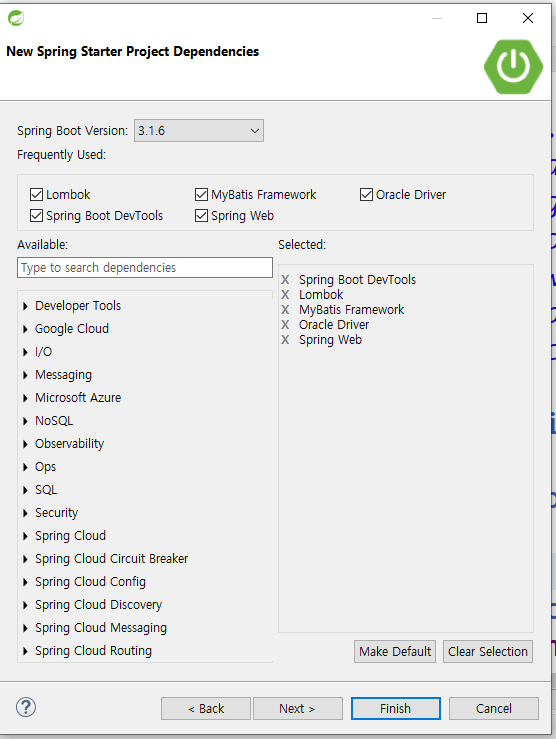 New Spring Starter Project Dependencies
Spring Boot Version: 3.1.6
Frequently Used:
Lombok MyBatis Framework Oracle Driver
Spring Boot DevTools Spring Web
Available: Selected:
Type to search dependencies
X Spring Boot DevTools
X Lombok
X MyBatis Framework
X Oracle Driver
X Spring Web
Developer Tools
Google Cloud
I/O
Messaging
Microsoft Azure
NoSQL
Observability
Ops
SQL
Security
Spring Cloud
Spring Cloud Circuit Breaker
Spring Cloud Config
Spring Cloud Discovery
Spring Cloud Messaging
Spring Cloud Routing
Make Default Clear Selection
? < Back Next > Finish Cancel